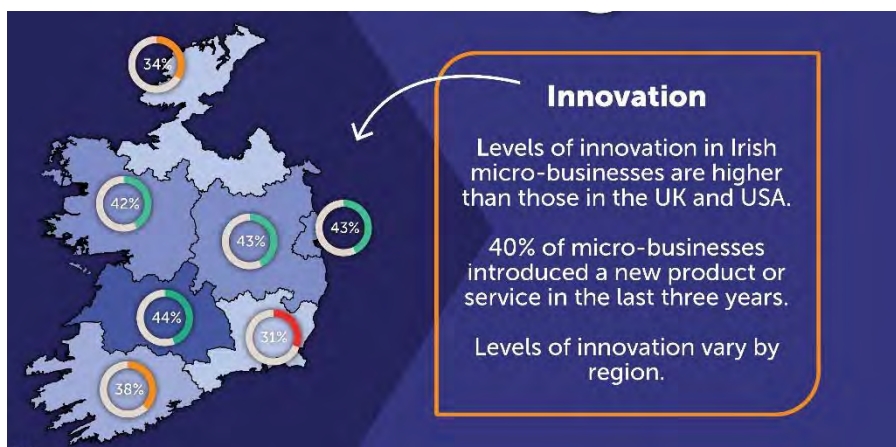 34%
42%
43%
43%
44%
31%
38%
Innovation
Levels of innovation in Irish
micro-businesses are higher
than those in the UK and USA.
40% of micro-businesses
introduced a new product or
service in the last three years.
Levels of innovation vary by
region.